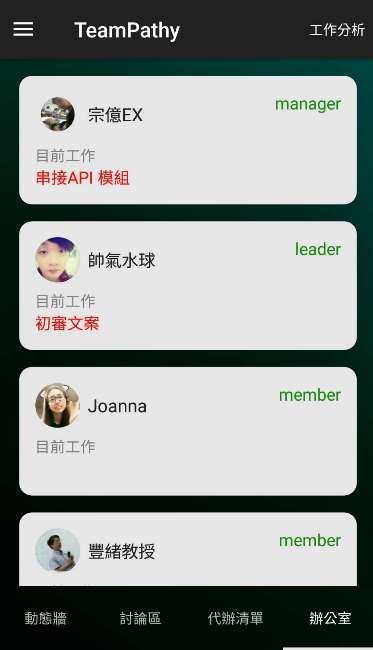 TeamPathy 工作分析
宗億EX manager
目前工作
串接API 模組
帥氣水球 leader
目前工作
初審文案
Joanna member
目前工作
豐緒教授 member
動態牆 討論區 代辦清單 辦公室